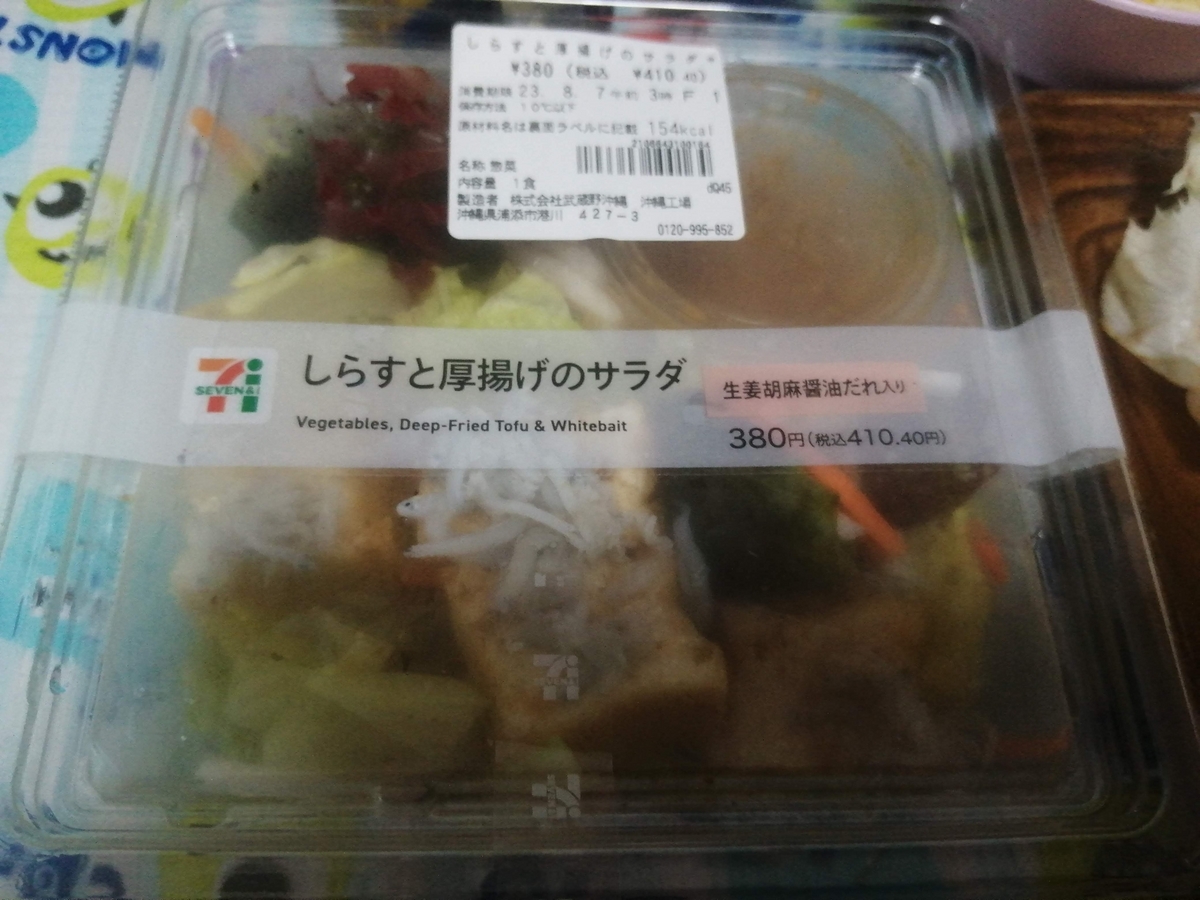 しらすと厚揚げのサラダ
¥380 (税込 ¥410.40)
消費期限 23. 8. 7 午前 3時 F 1
保存方法 10℃以下
原材料名は裏面ラベルに記載 154kcal
名称 惣菜
内容量 1食
dQ45
製造者 株式会社武蔵野沖縄 沖縄工場
沖縄県浦添市港川 427-3
0120-995-852
SEVEN&i
しらすと厚揚げのサラダ
生姜胡麻醤油だれ入り
Vegetables, Deep-Fried Tofu & Whitebait
380円(税込410.40円)